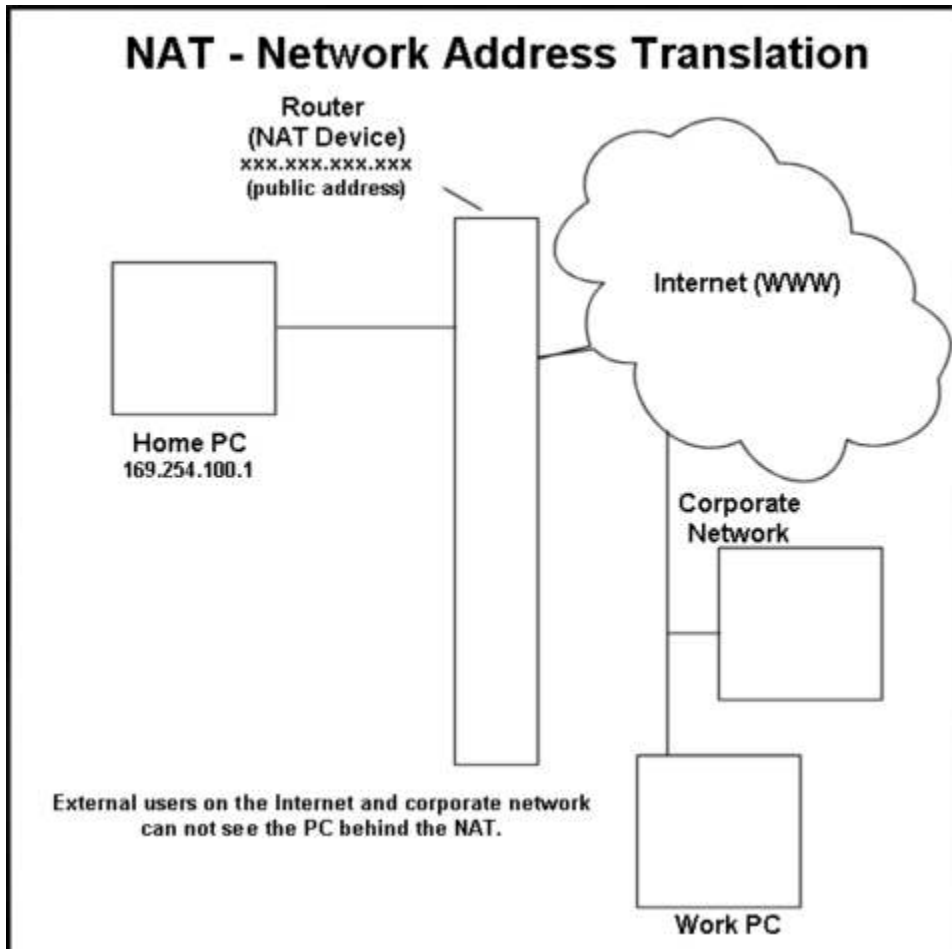 NAT - Network Address Translation
Router
(NAT Device)
xxx.xxx.xxx.xxx
(public address)
Internet (WWW)
Home PC
169.254.100.1
Corporate
Network
External users on the Internet and corporate network
can not see the PC behind the NAT.
Work PC